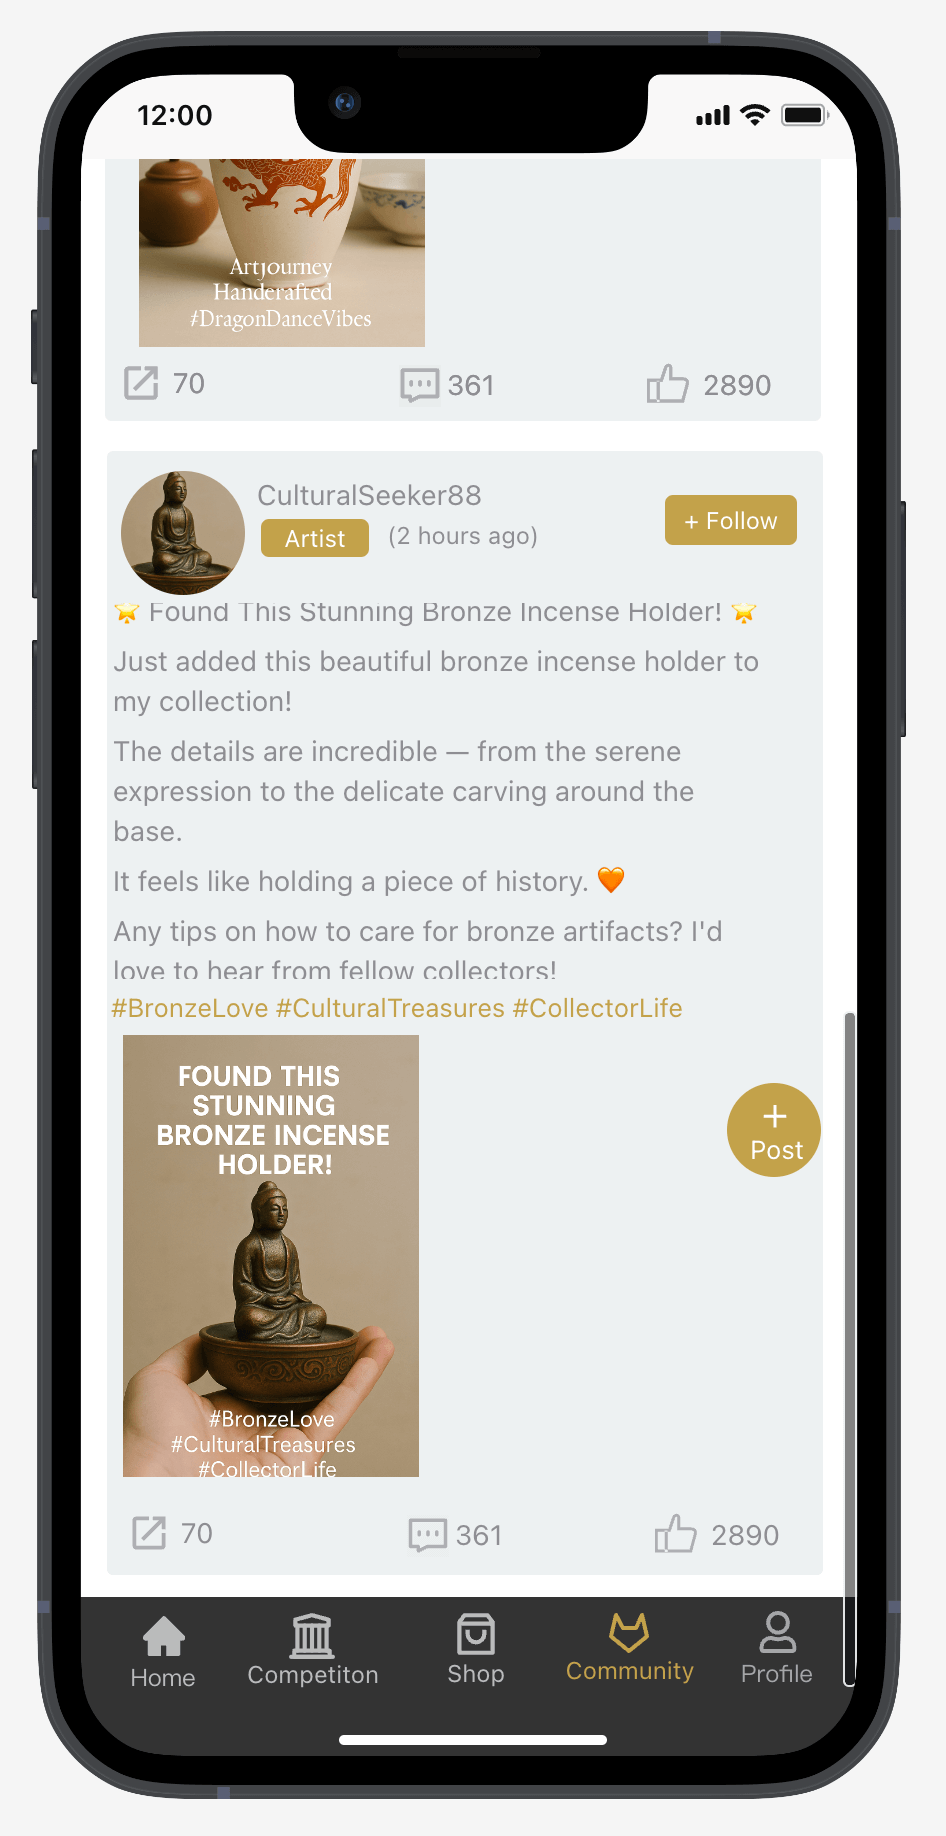 12:00
Artjourney
Handcrafted
#DragonDanceVibes
70
361
2890
CulturalSeeker88
Artist (2 hours ago)
+ Follow
🌟 Found This Stunning Bronze Incense Holder! 🌟
Just added this beautiful bronze incense holder to
my collection!
The details are incredible — from the serene
expression to the delicate carving around the
base.
It feels like holding a piece of history. 🧡
Any tips on how to care for bronze artifacts? I'd
love to hear from fellow collectors!
#BronzeLove #CulturalTreasures #CollectorLife
FOUND THIS
STUNNING
BRONZE INCENSE
HOLDER!
+
Post
#BronzeLove
#CulturalTreasures
#CollectorLife
70
361
2890
Home
Competiton
Shop
Community
Profile